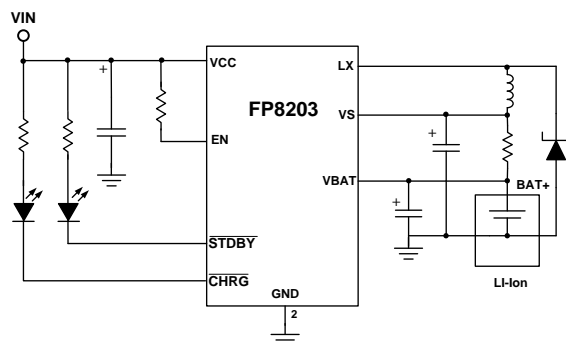 VIN
VCC
LX
FP8203
VS
EN
VBAT
BAT+
STDBY
CHRG
LI-Ion
GND
2
+
+
+